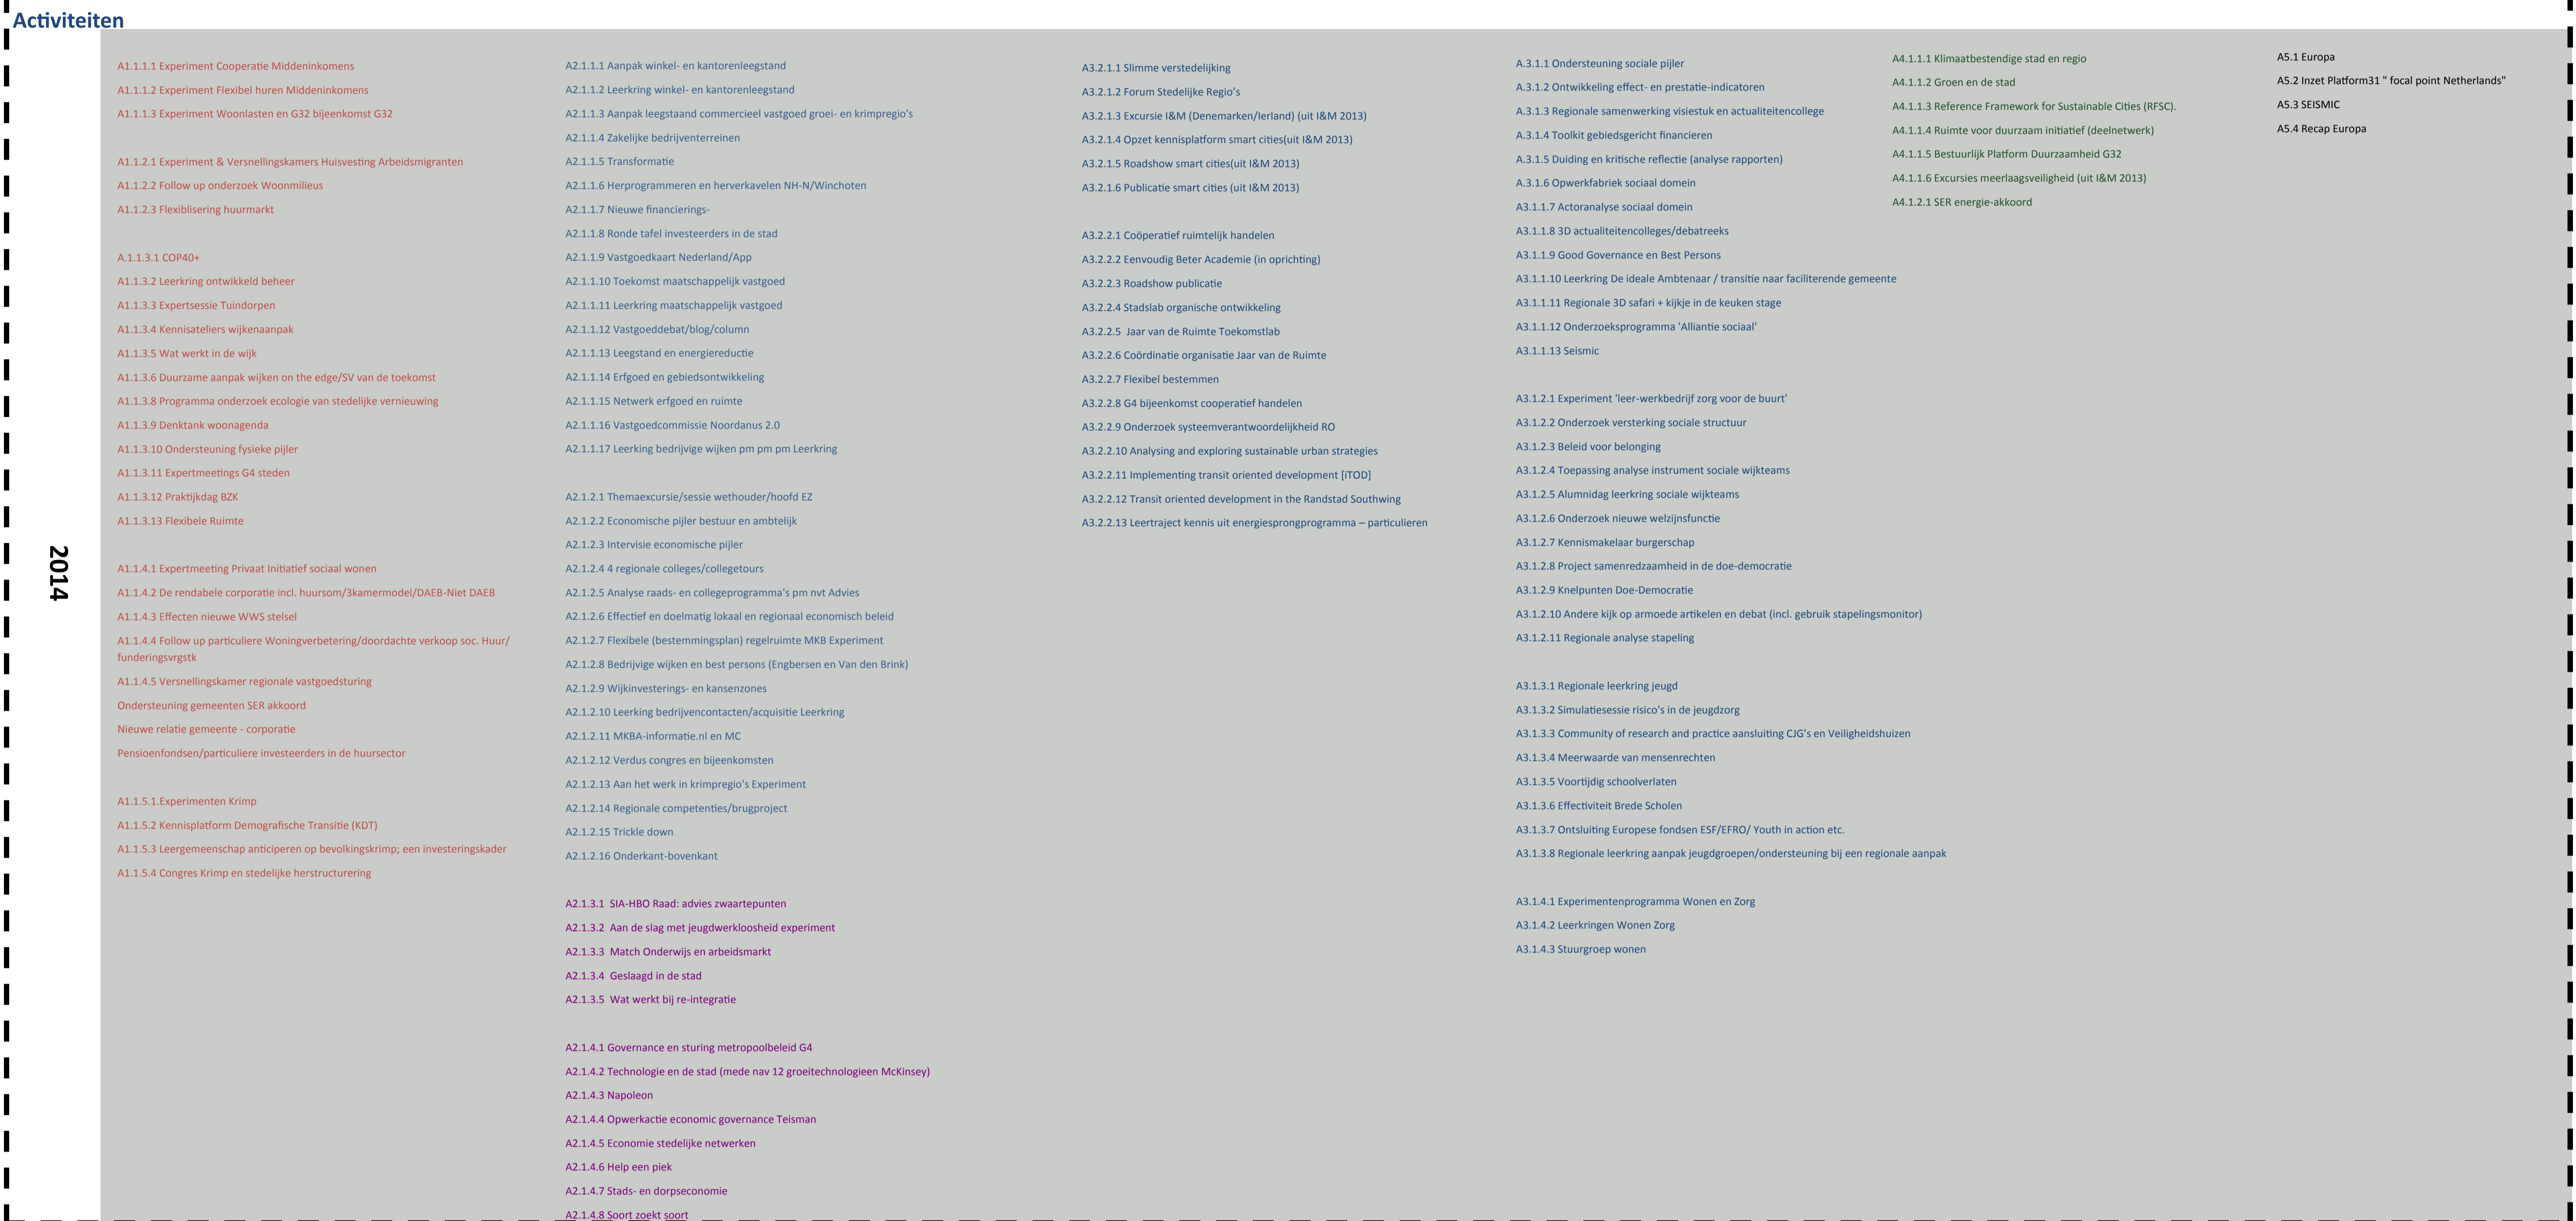 Activiteiten
2014
A1.1.1.1 Experiment Cooperatie Middeninkomens
A1.1.1.2 Experiment Flexibel huren Middeninkomens
A1.1.1.3 Experiment Woonlasten en G32 bijeenkomst G32
A1.1.2.1 Experiment & Versnellingskamers Huisvesting Arbeidsmigranten
A1.1.2.2 Follow up onderzoek Woonmilieus
A1.1.2.3 Flexiblisering huurmarkt
A.1.1.3.1 COP40+
A1.1.3.2 Leerkring ontwikkeld beheer
A1.1.3.3 Expertsessie Tuindorpen
A1.1.3.4 Kennisateliers wijkenaanpak
A1.1.3.5 Wat werkt in de wijk
A1.1.3.6 Duurzame aanpak wijken on the edge/SV van de toekomst
A1.1.3.8 Programma onderzoek ecologie van stedelijke vernieuwing
A1.1.3.9 Denktank woonagenda
A1.1.3.10 Ondersteuning fysieke pijler
A1.1.3.11 Expertmeetings G4 steden
A1.1.3.12 Praktijkdag BZK
A1.1.3.13 Flexibele Ruimte
A1.1.4.1 Expertmeeting Privaat Initiatief sociaal wonen
A1.1.4.2 De rendabele corporatie incl. huursom/3kamermodel/DAEB-Niet DAEB
A1.1.4.3 Effecten nieuwe WWS stelsel
A1.1.4.4 Follow up particuliere Woningverbetering/doordachte verkoop soc. Huur/
funderingsvrgstk
A1.1.4.5 Versnellingskamer regionale vastgoedsturing
Ondersteuning gemeenten SER akkoord
Nieuwe relatie gemeente - corporatie
Pensioenfondsen/particuliere investeerders in de huursector
A1.1.5.1.Experimenten Krimp
A1.1.5.2 Kennisplatform Demografische Transitie (KDT)
A1.1.5.3 Leergemeenschap anticiperen op bevolkingskrimp; een investeringskader
A1.1.5.4 Congres Krimp en stedelijke herstructurering
A2.1.1.1 Aanpak winkel- en kantorenleegstand
A2.1.1.2 Leerkring winkel- en kantorenleegstand
A2.1.1.3 Aanpak leegstaand commercieel vastgoed groei- en krimpregio's
A2.1.1.4 Zakelijke bedrijventerreinen
A2.1.1.5 Transformatie
A2.1.1.6 Herprogrammeren en herverkavelen NH-N/Winchoten
A2.1.1.7 Nieuwe financierings-
A2.1.1.8 Ronde tafel investeerders in de stad
A2.1.1.9 Vastgoedkaart Nederland/App
A2.1.1.10 Toekomst maatschappelijk vastgoed
A2.1.1.11 Leerkring maatschappelijk vastgoed
A2.1.1.12 Vastgoeddebat/blog/column
A2.1.1.13 Leegstand en energiereductie
A2.1.1.14 Erfgoed en gebiedsontwikkeling
A2.1.1.15 Netwerk erfgoed en ruimte
A2.1.1.16 Vastgoedcommissie Noordanus 2.0
A2.1.1.17 Leerking bedrijvige wijken pm pm pm Leerkring
A2.1.2.1 Themaexcursie/sessie wethouder/hoofd EZ
A2.1.2.2 Economische pijler bestuur en ambtelijk
A2.1.2.3 Intervisie economische pijler
A2.1.2.4 4 regionale colleges/collegetours
A2.1.2.5 Analyse raads- en collegeprogramma's pm nvt Advies
A2.1.2.6 Effectief en doelmatig lokaal en regionaal economisch beleid
A2.1.2.7 Flexibele (bestemmingsplan) regelruimte MKB Experiment
A2.1.2.8 Bedrijvige wijken en best persons (Engbersen en Van den Brink)
A2.1.2.9 Wijkinvesterings- en kansenzones
A2.1.2.10 Leerking bedrijvencontacten/acquisitie Leerkring
A2.1.2.11 MKBA-informatie.nl en MC
A2.1.2.12 Verdus congres en bijeenkomsten
A2.1.2.13 Aan het werk in krimpregio's Experiment
A2.1.2.14 Regionale competenties/brugproject
A2.1.2.15 Trickle down
A2.1.2.16 Onderkant-bovenkant
A2.1.3.1 SIA-HBO Raad: advies zwaartepunten
A2.1.3.2 Aan de slag met jeugdwerkloosheid experiment
A2.1.3.3 Match Onderwijs en arbeidsmarkt
A2.1.3.4 Geslaagd in de stad
A2.1.3.5 Wat werkt bij re-integratie
A2.1.4.1 Governance en sturing metropoolbeleid G4
A2.1.4.2 Technologie en de stad (mede nav 12 groeitechnologieen McKinsey)
A2.1.4.3 Napoleon
A2.1.4.4 Opwerkactie economic governance Teisman
A2.1.4.5 Economie stedelijke netwerken
A2.1.4.6 Help een piek
A2.1.4.7 Stads- en dorpseconomie
A2.1.4.8 Soort zoekt soort
A3.2.1.1 Slimme verstedelijking
A3.2.1.2 Forum Stedelijke Regio's
A3.2.1.3 Excursie I&M (Denemarken/Ierland) (uit I&M 2013)
A3.2.1.4 Opzet kennisplatform smart cities(uit I&M 2013)
A3.2.1.5 Roadshow smart cities(uit I&M 2013)
A3.2.1.6 Publicatie smart cities (uit I&M 2013)
A3.2.2.1 Coöperatief ruimtelijk handelen
A3.2.2.2 Eenvoudig Beter Academie (in oprichting)
A3.2.2.3 Roadshow publicatie
A3.2.2.4 Stadslab organische ontwikkeling
A3.2.2.5 Jaar van de Ruimte Toekomstlab
A3.2.2.6 Coördinatie organisatie Jaar van de Ruimte
A3.2.2.7 Flexibel bestemmen
A3.2.2.8 G4 bijeenkomst cooperatief handelen
A3.2.2.9 Onderzoek systeemverantwoordelijkheid RO
A3.2.2.10 Analysing and exploring sustainable urban strategies
A3.2.2.11 Implementing transit oriented development [iTOD]
A3.2.2.12 Transit oriented development in the Randstad Southwing
A3.2.2.13 Leertraject kennis uit energiesprongprogramma – particulieren
A.3.1.1 Ondersteuning sociale pijler
A.3.1.2 Ontwikkeling effect- en prestatie-indicatoren
A.3.1.3 Regionale samenwerking visiestuk en actualiteitencollege
A.3.1.4 Toolkit gebiedsgericht financieren
A.3.1.5 Duiding en kritische reflectie (analyse rapporten)
A.3.1.6 Opwerkfabriek sociaal domein
A3.1.1.7 Actoranalyse sociaal domein
A3.1.1.8 3D actualiteitencolleges/debatreeks
A3.1.1.9 Good Governance en Best Persons
A3.1.1.10 Leerkring De ideale Ambtenaar / transitie naar faciliterende gemeente
A3.1.1.11 Regionale 3D safari + kijkje in de keuken stage
A3.1.1.12 Onderzoeksprogramma 'Alliantie sociaal'
A3.1.1.13 Seismic
A3.1.2.1 Experiment 'leer-werkbedrijf zorg voor de buurt'
A3.1.2.2 Onderzoek versterking sociale structuur
A3.1.2.3 Beleid voor belonging
A3.1.2.4 Toepassing analyse instrument sociale wijkteams
A3.1.2.5 Alumnidag leerkring sociale wijkteams
A3.1.2.6 Onderzoek nieuwe welzijnsfunctie
A3.1.2.7 Kennismakelaar burgerschap
A3.1.2.8 Project samenredzaamheid in de doe-democratie
A3.1.2.9 Knelpunten Doe-Democratie
A3.1.2.10 Andere kijk op armoede artikelen en debat (incl. gebruik stapelingsmonitor)
A3.1.2.11 Regionale analyse stapeling
A3.1.3.1 Regionale leerkring jeugd
A3.1.3.2 Simulatiesessie risico's in de jeugdzorg
A3.1.3.3 Community of research and practice aansluiting CJG's en Veiligheidshuizen
A3.1.3.4 Meerwaarde van mensenrechten
A3.1.3.5 Voortijdig schoolverlaten
A3.1.3.6 Effectiviteit Brede Scholen
A3.1.3.7 Ontsluiting Europese fondsen ESF/EFRO/ Youth in action etc.
A3.1.3.8 Regionale leerkring aanpak jeugdgroepen/ondersteuning bij een regionale aanpak
A3.1.4.1 Experimentenprogramma Wonen en Zorg
A3.1.4.2 Leerkringen Wonen Zorg
A3.1.4.3 Stuurgroep wonen
A4.1.1.1 Klimaatbestendige stad en regio
A4.1.1.2 Groen en de stad
A4.1.1.3 Reference Framework for Sustainable Cities (RFSC).
A4.1.1.4 Ruimte voor duurzaam initiatief (deelnetwerk)
A4.1.1.5 Bestuurlijk Platform Duurzaamheid G32
A4.1.1.6 Excursies meerlaagsveiligheid (uit I&M 2013)
A4.1.2.1 SER energie-akkoord
A5.1 Europa
A5.2 Inzet Platform31 " focal point Netherlands"
A5.3 SEISMIC
A5.4 Recap Europa